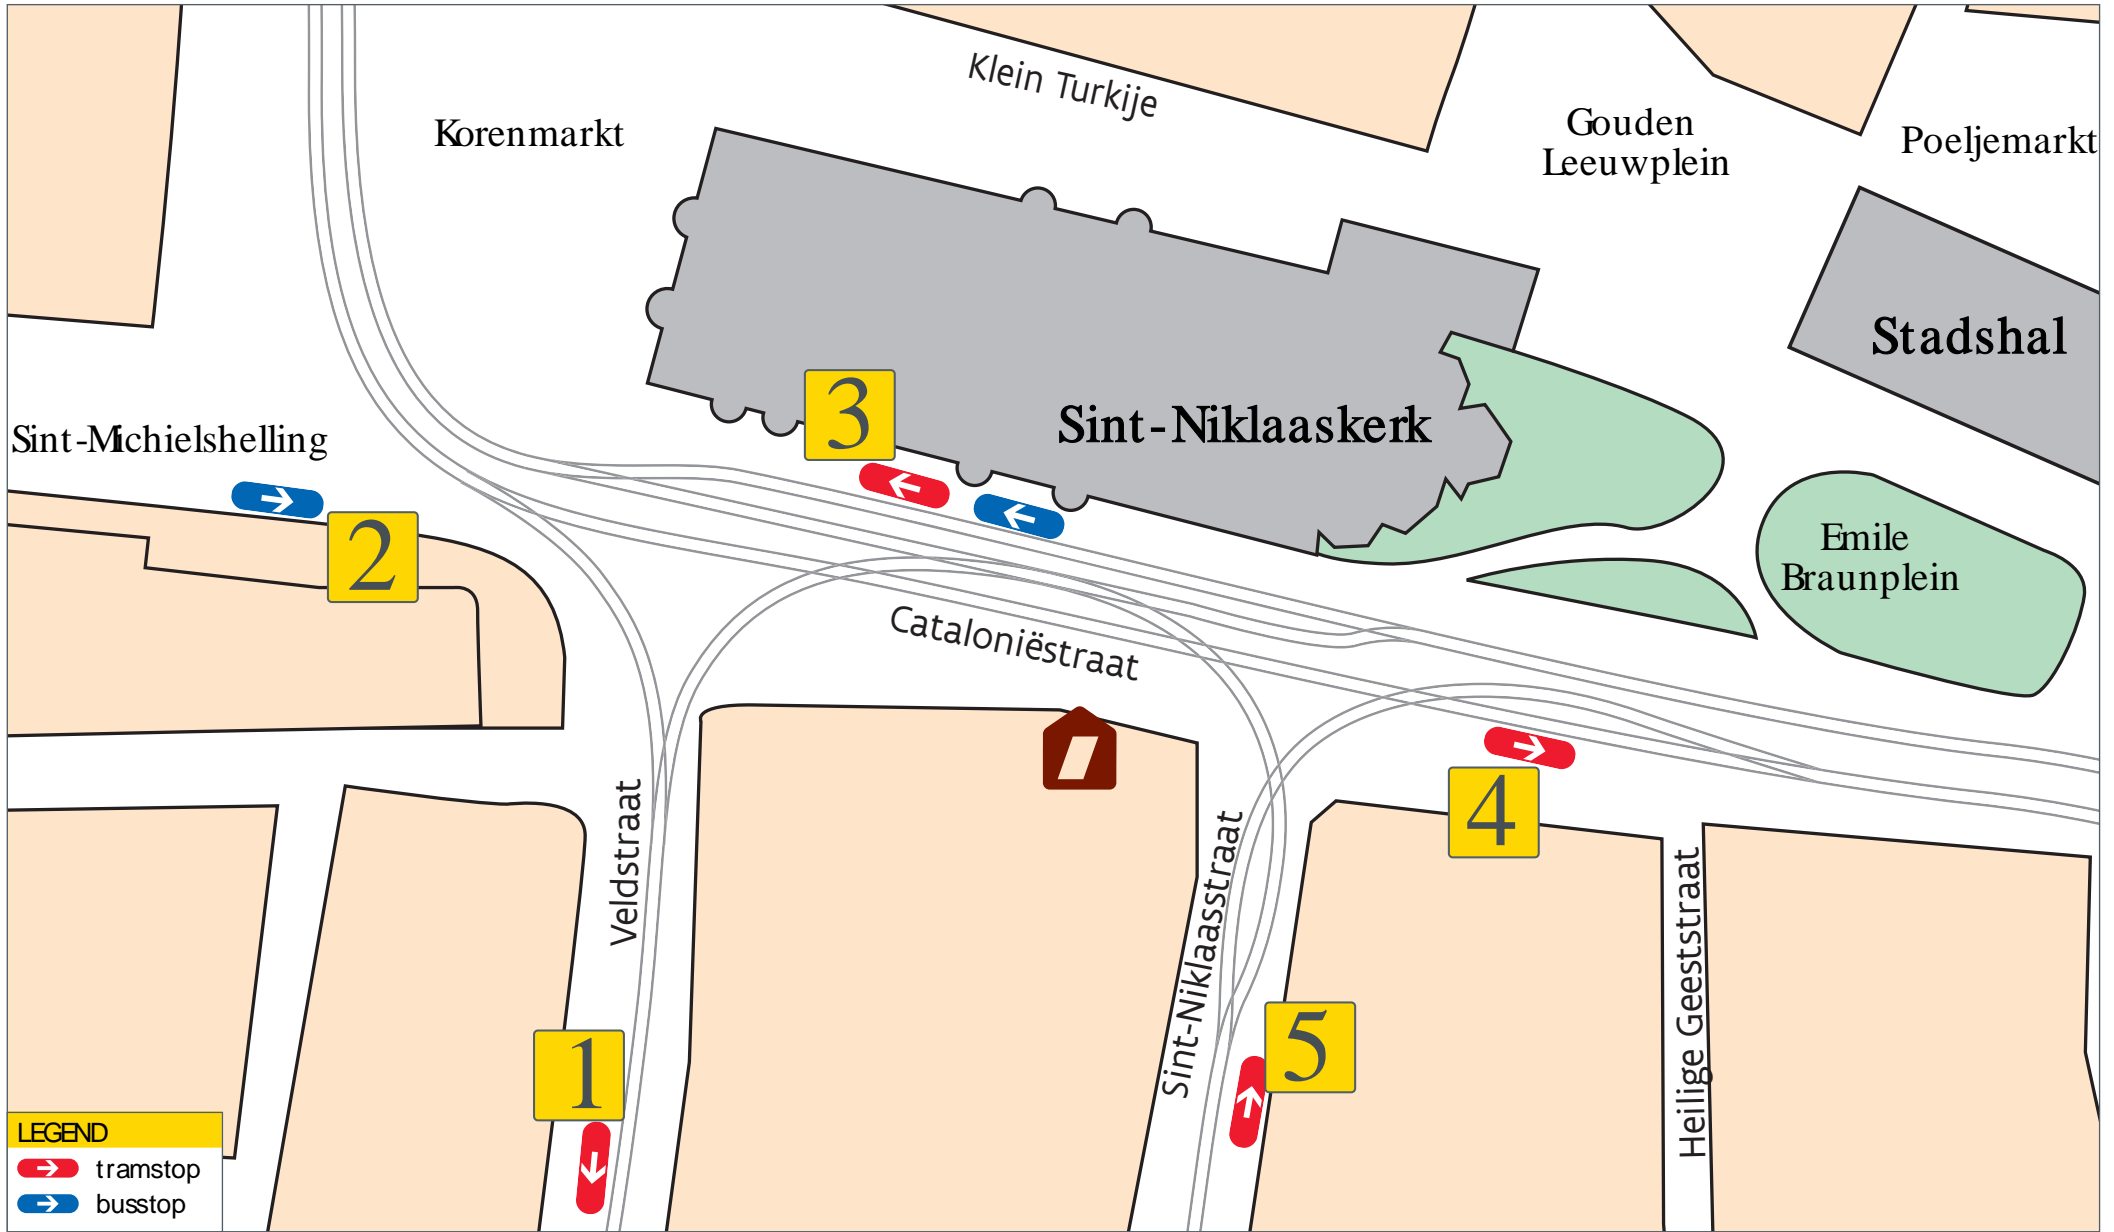 Klein Turkije
Korenmarkt
Gouden
Leeuwplein
Poeljemarkt
Stadshal
3
Sint-Niklaaskerk
Sint-Michielshelling
2
Emile
Braunplein
Cataloniëstraat
4
Veldstraat
Sint-Niklaasstraat
Heilige Geeststraat
5
1
LEGEND
tramstop
busstop